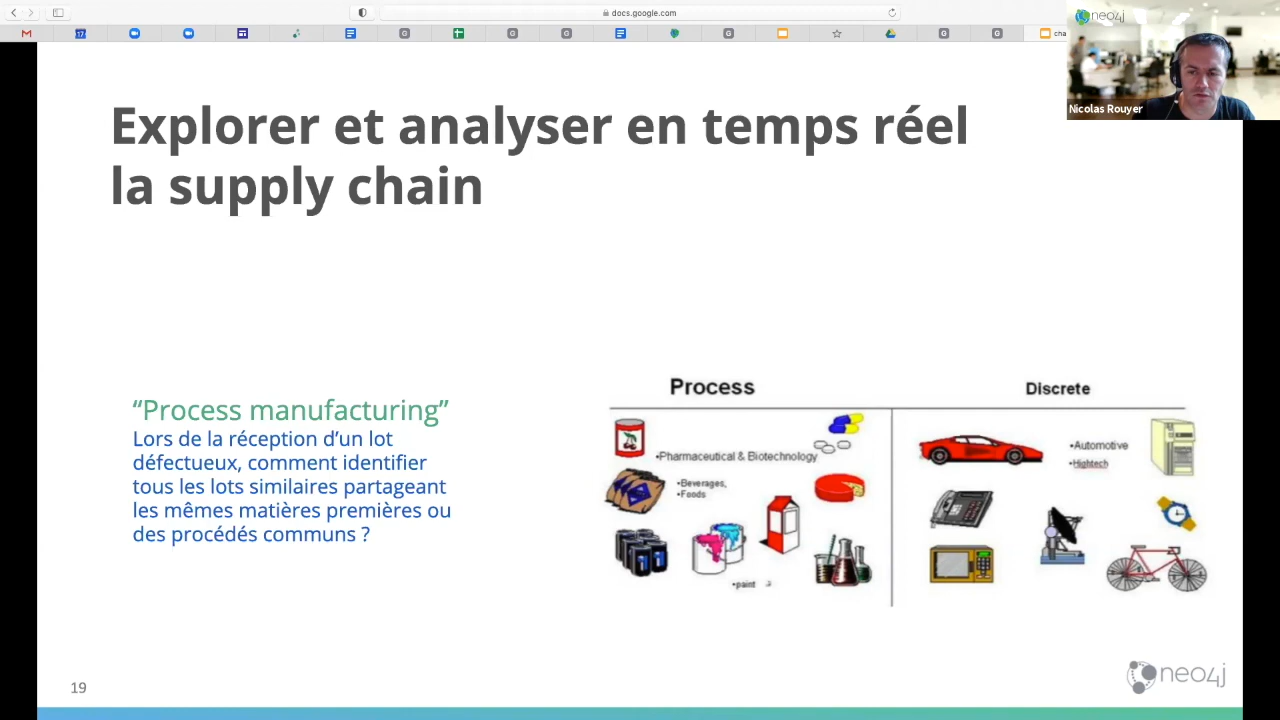 docs.google.com
17
cha
neo4j
Nicolas Rouyer
Explorer et analyser en temps réel
la supply chain
“Process manufacturing”
Lors de la réception d’un lot
défectueux, comment identifier
tous les lots similaires partageant
les mêmes matières premières ou
des procédés communs ?
Process
Discrete
•Pharmaceutical & Biotechnology
•Beverages,
•Foods
•paint
•Automotive
•Hightech
19
neo4j